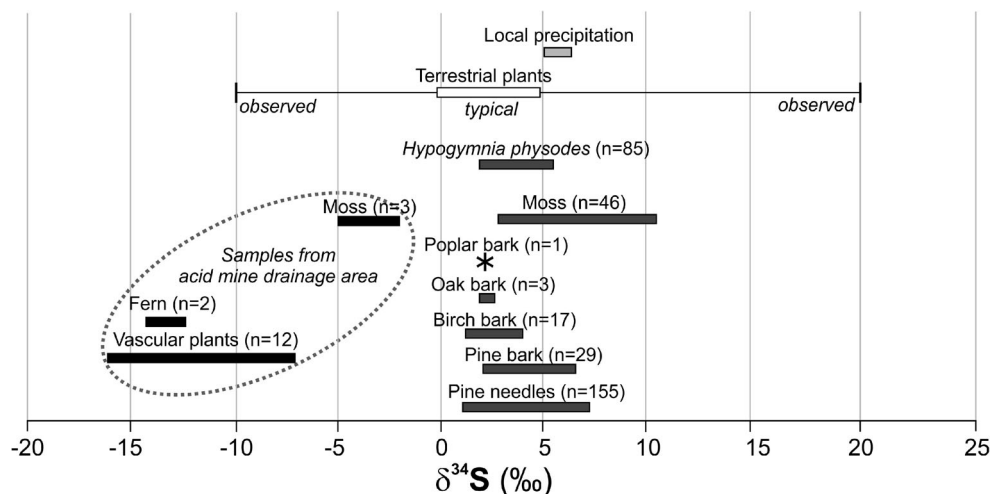 Local precipitation
Terrestrial plants
observed
typical
observed
Hypogymnia physodes (n=85)
Moss (n=3)
Moss (n=46)
Samples from
acid mine drainage area
Poplar bark (n=1)
Oak bark (n=3)
Fern (n=2)
Birch bark (n=17)
Vascular plants (n=12)
Pine bark (n=29)
Pine needles (n=155)
-20 -15 -10 -5 0 5 10 15 20 25
δ³⁴S (‰)